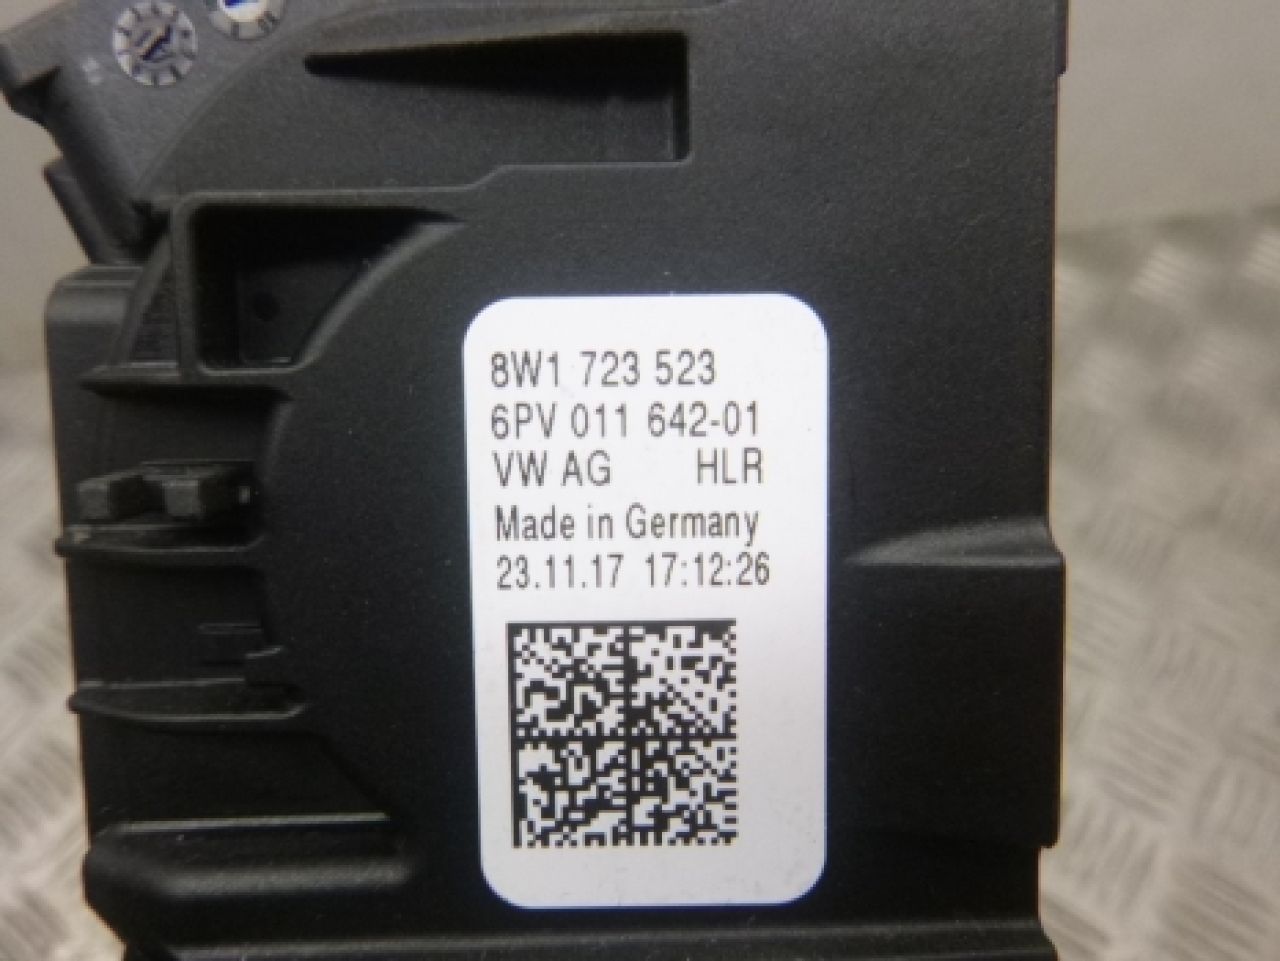 8W1 723 523
6PV 011 642-01
VW AG HLR
Made in Germany
23.11.17 17:12:26